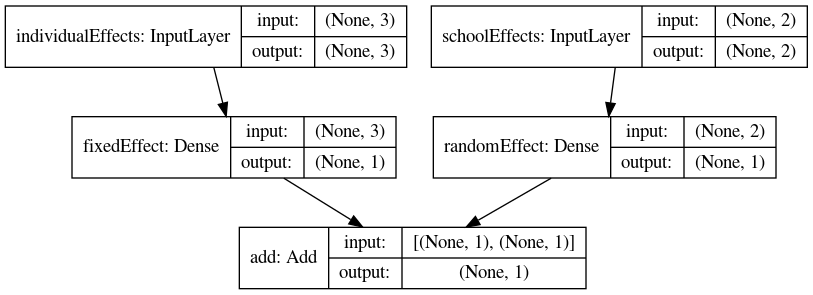 individualEffects: InputLayer
input: (None, 3)
output: (None, 3)
schoolEffects: InputLayer
input: (None, 2)
output: (None, 2)
fixedEffect: Dense
input: (None, 3)
output: (None, 1)
randomEffect: Dense
input: (None, 2)
output: (None, 1)
add: Add
input: [(None, 1), (None, 1)]
output: (None, 1)